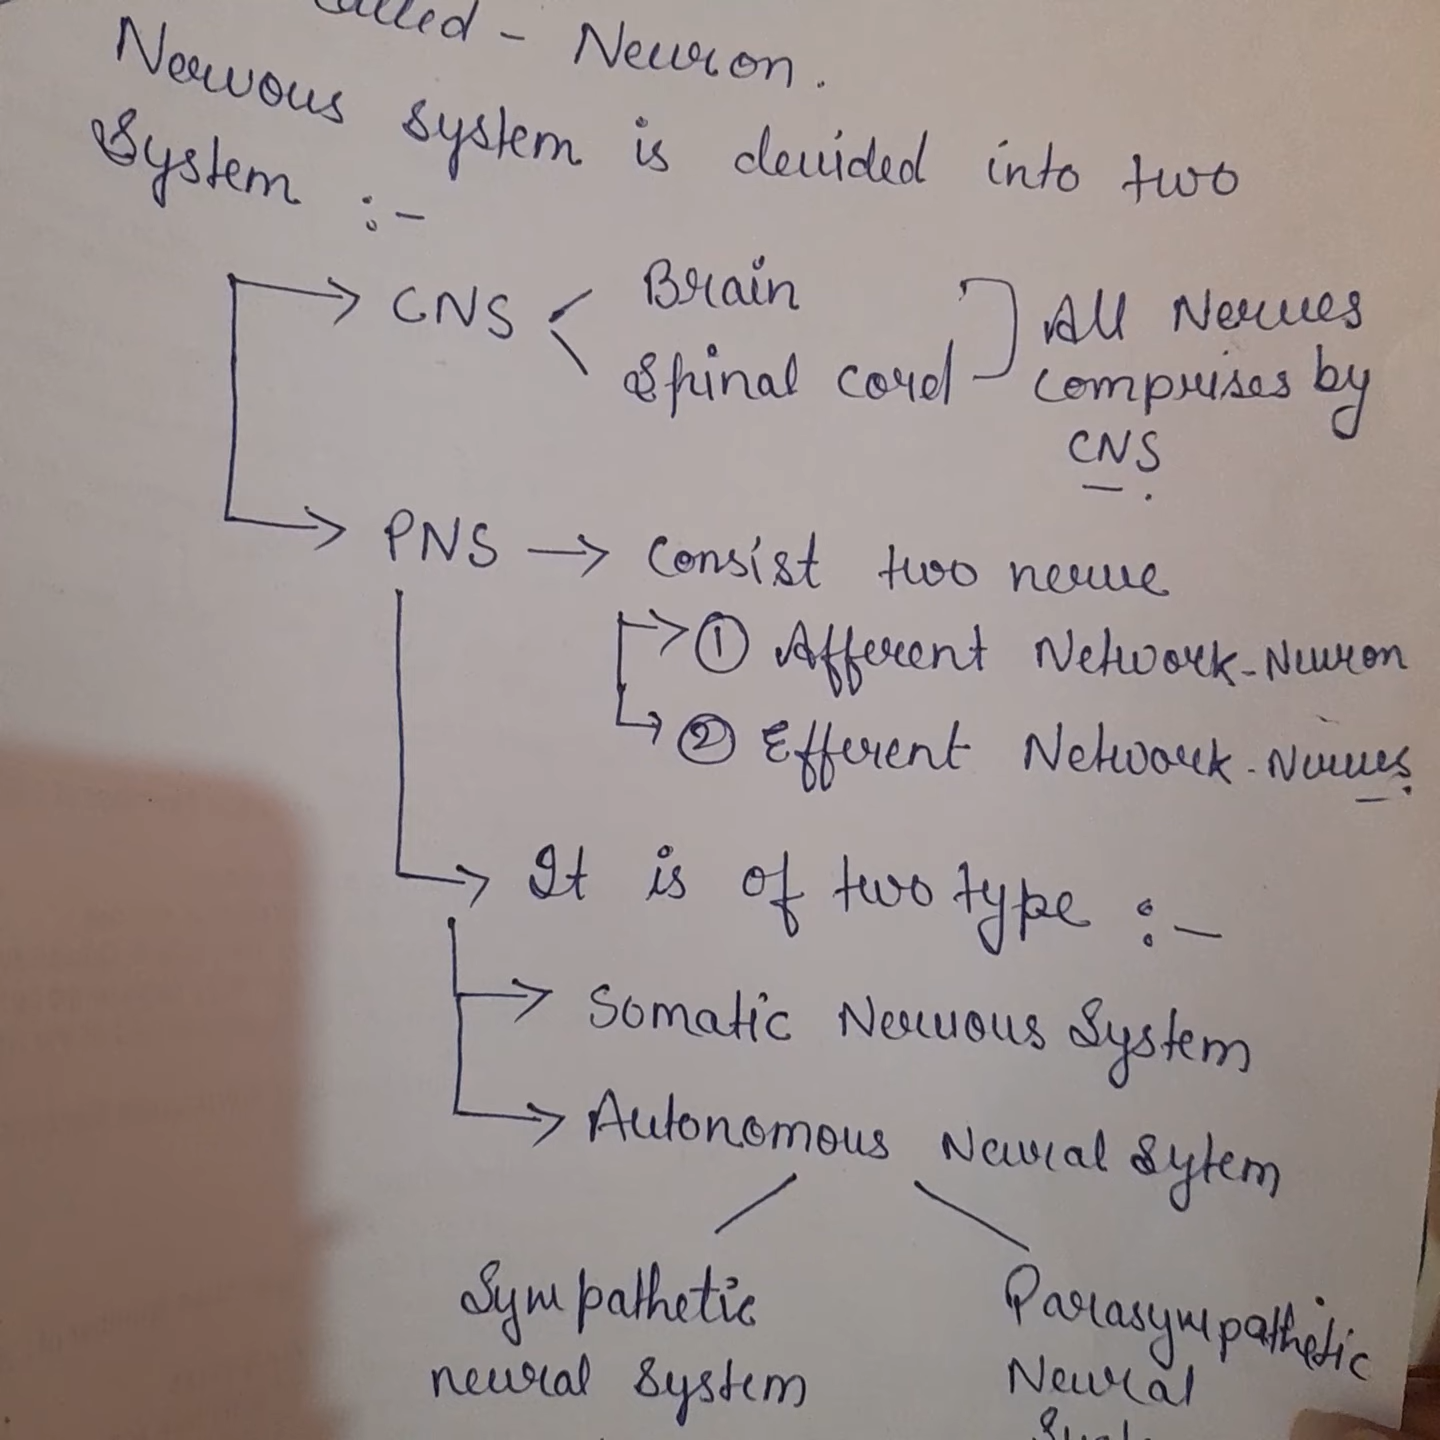 called - Neuron.
Nervous system is devided into two
System :-
CNS
Brain
Spinal cord
All Nerves
comprises by
CNS
PNS → Consist two nerve
① Afferent Network-Neuron
② Efferent Network-Nerves
It is of two type :-
Somatic Nervous System
Autonomous Neural Sytem
Sympathetic
neural system
Parasympathetic
Neural